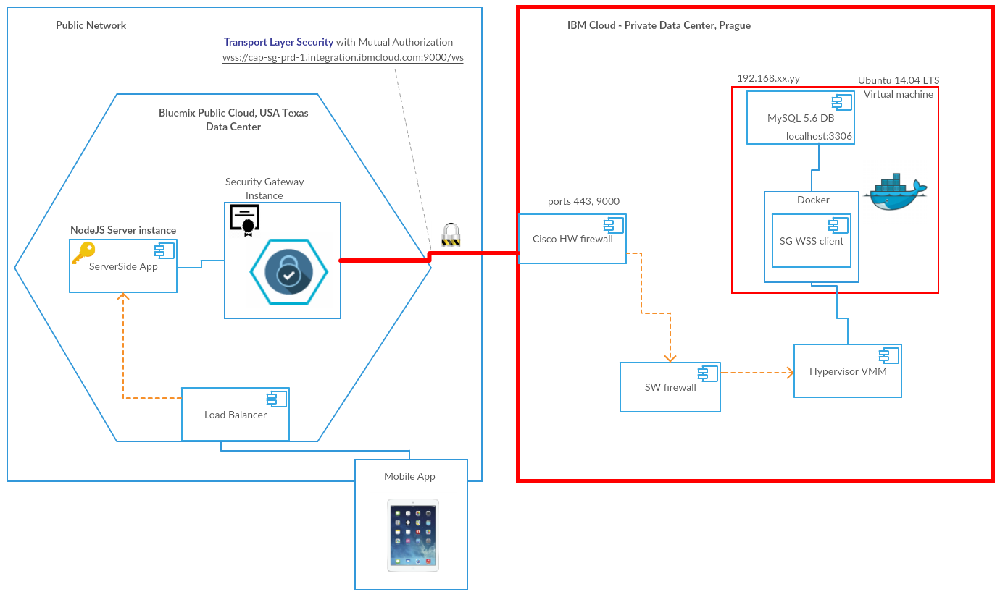 Public Network
Transport Layer Security with Mutual Authorization
wss://cap-sg-prd-1.integration.ibmcloud.com:9000/ws
Bluemix Public Cloud, USA Texas
Data Center
Security Gateway
Instance
NodeJS Server instance
ServerSide App
Load Balancer
Mobile App
IBM Cloud - Private Data Center, Prague
192.168.xx.yy
Ubuntu 14.04 LTS
Virtual machine
MySQL 5.6 DB
localhost:3306
Docker
SG WSS client
ports 443, 9000
Cisco HW firewall
SW firewall
Hypervisor VMM